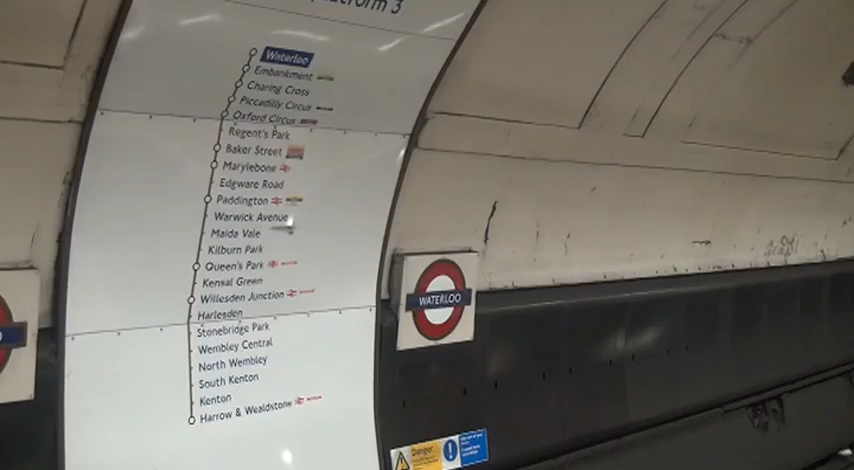 Platform 3
Waterloo
Embankment
Charing Cross
Piccadilly Circus
Oxford Circus
Regent's Park
Baker Street
Marylebone
Edgware Road
Paddington
Warwick Avenue
Maida Vale
Kilburn Park
Queen's Park
Kensal Green
Willesden Junction
Harlesden
Stonebridge Park
Wembley Central
North Wembley
South Kenton
Kenton
Harrow & Wealdstone
WATERLOO
Danger